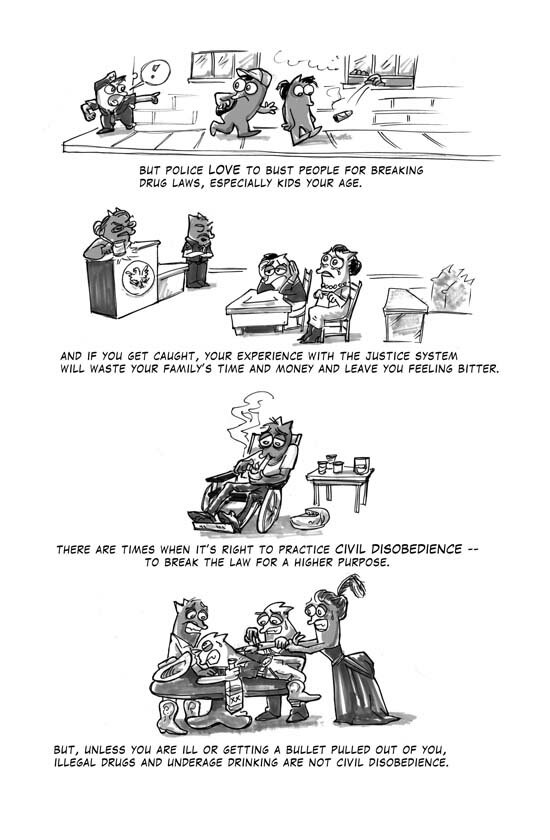 !
BUT POLICE LOVE TO BUST PEOPLE FOR BREAKING
DRUG LAWS, ESPECIALLY KIDS YOUR AGE.
AND IF YOU GET CAUGHT, YOUR EXPERIENCE WITH THE JUSTICE SYSTEM
WILL WASTE YOUR FAMILY'S TIME AND MONEY AND LEAVE YOU FEELING BITTER.
THERE ARE TIMES WHEN IT'S RIGHT TO PRACTICE CIVIL DISOBEDIENCE --
TO BREAK THE LAW FOR A HIGHER PURPOSE.
XX
BUT, UNLESS YOU ARE ILL OR GETTING A BULLET PULLED OUT OF YOU,
ILLEGAL DRUGS AND UNDERAGE DRINKING ARE NOT CIVIL DISOBEDIENCE.